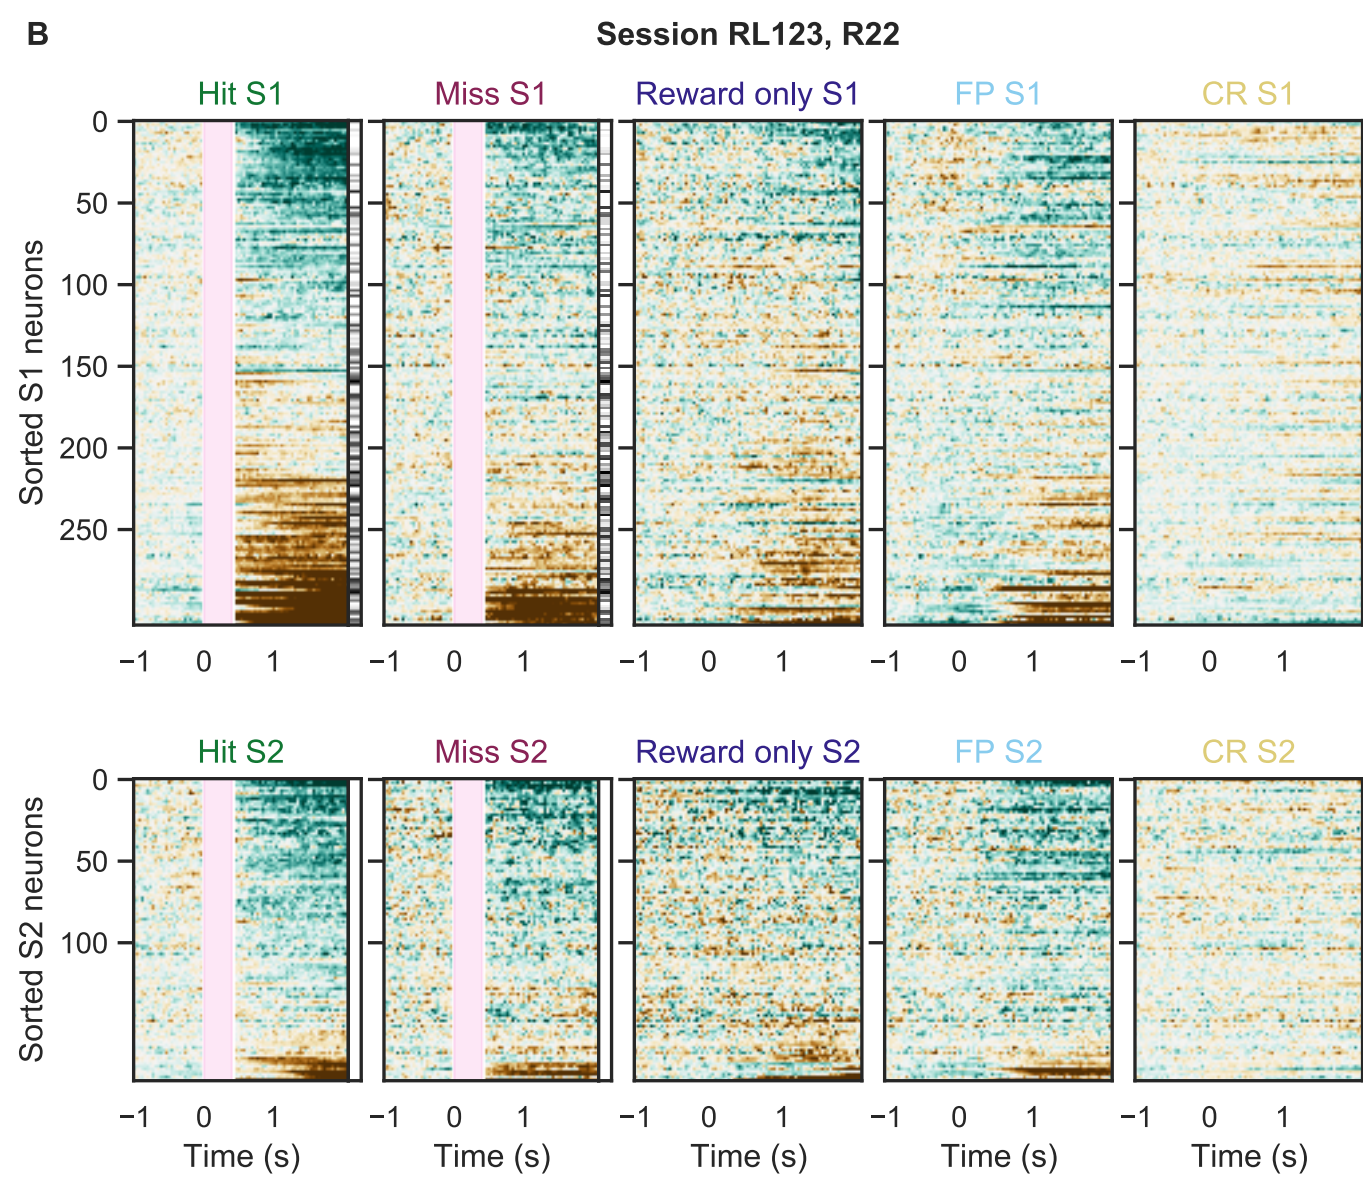 B
Session RL123, R22
Hit S1
Miss S1
Reward only S1
FP S1
CR S1
Sorted S1 neurons
0
50
100
150
200
250
−1 0 1
−1 0 1
−1 0 1
−1 0 1
−1 0 1
Hit S2
Miss S2
Reward only S2
FP S2
CR S2
Sorted S2 neurons
0
50
100
−1 0 1
−1 0 1
−1 0 1
−1 0 1
−1 0 1
Time (s)
Time (s)
Time (s)
Time (s)
Time (s)